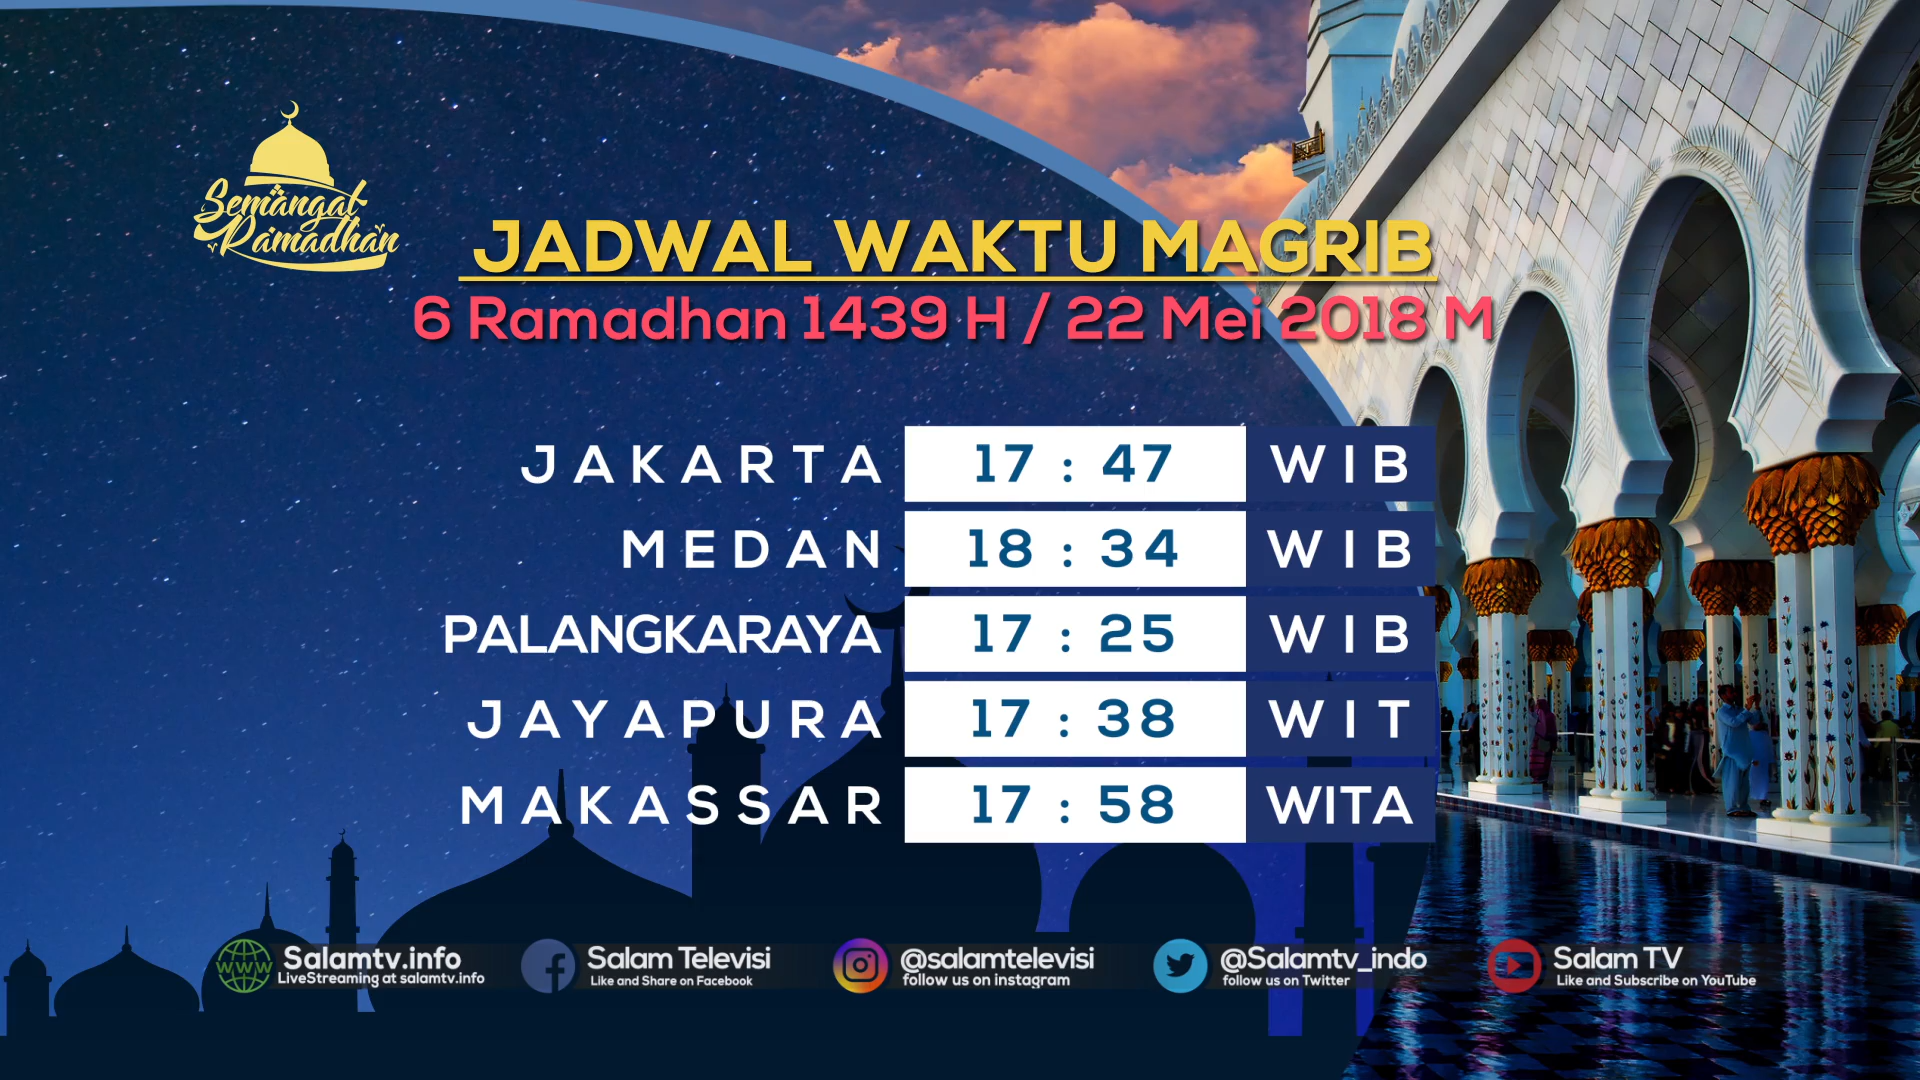 Semangat
Ramadhan
JADWAL WAKTU MAGRIB
6 Ramadhan 1439 H / 22 Mei 2018 M
JAKARTA 17 : 47 WIB
MEDAN 18 : 34 WIB
PALANGKARAYA 17 : 25 WIB
JAYAPURA 17 : 38 WIT
MAKASSAR 17 : 58 WITA
www Salamtv.info
LiveStreaming at salamtv.info
Salam Televisi
Like and Share on Facebook
@salamtelevisi
follow us on instagram
@Salamtv_indo
follow us on Twitter
Salam TV
Like and Subscribe on YouTube